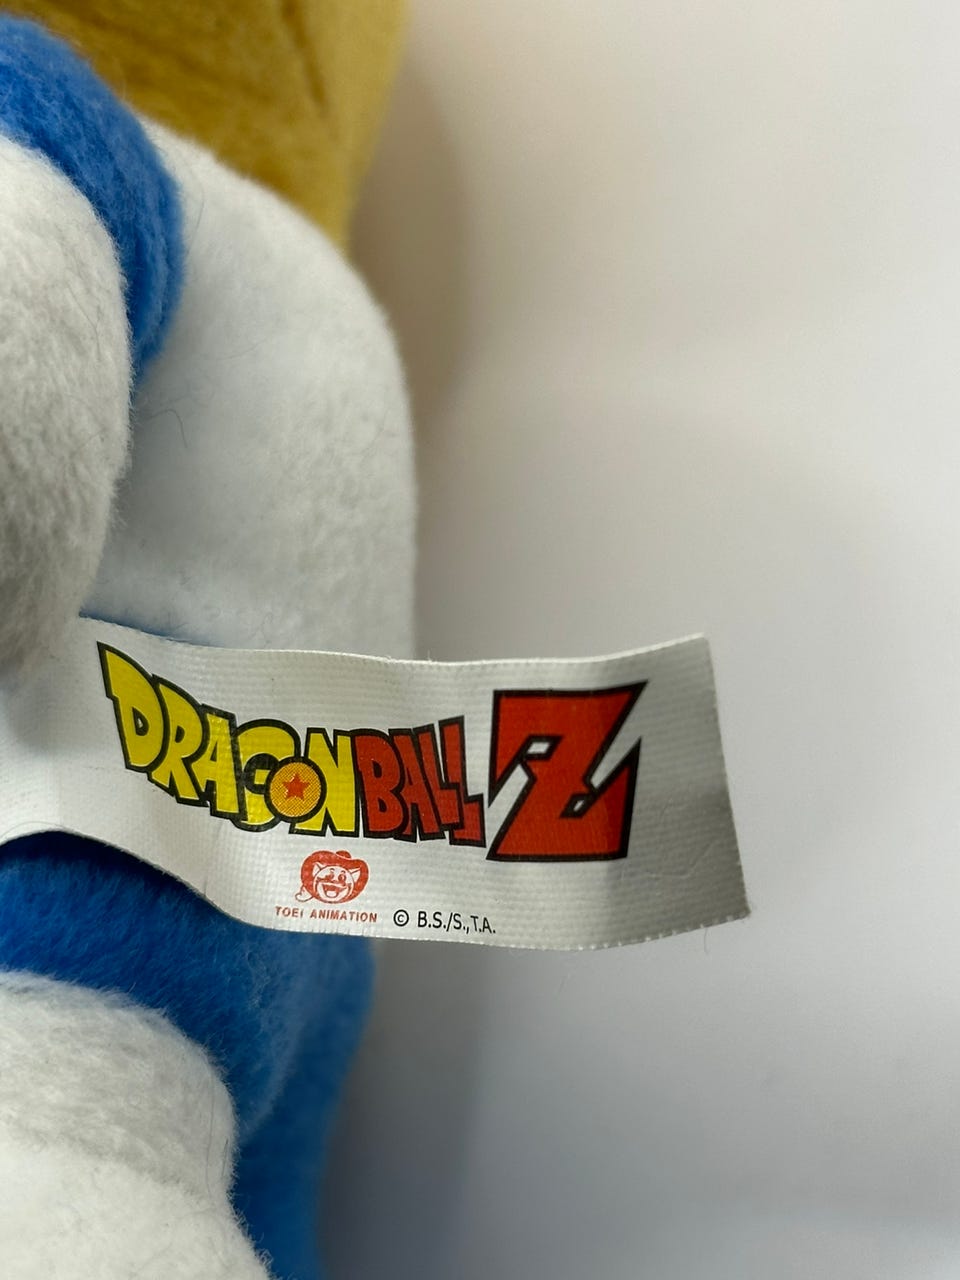 DRAGONBALL Z
TOEI ANIMATION © B.S./S.,T.A.